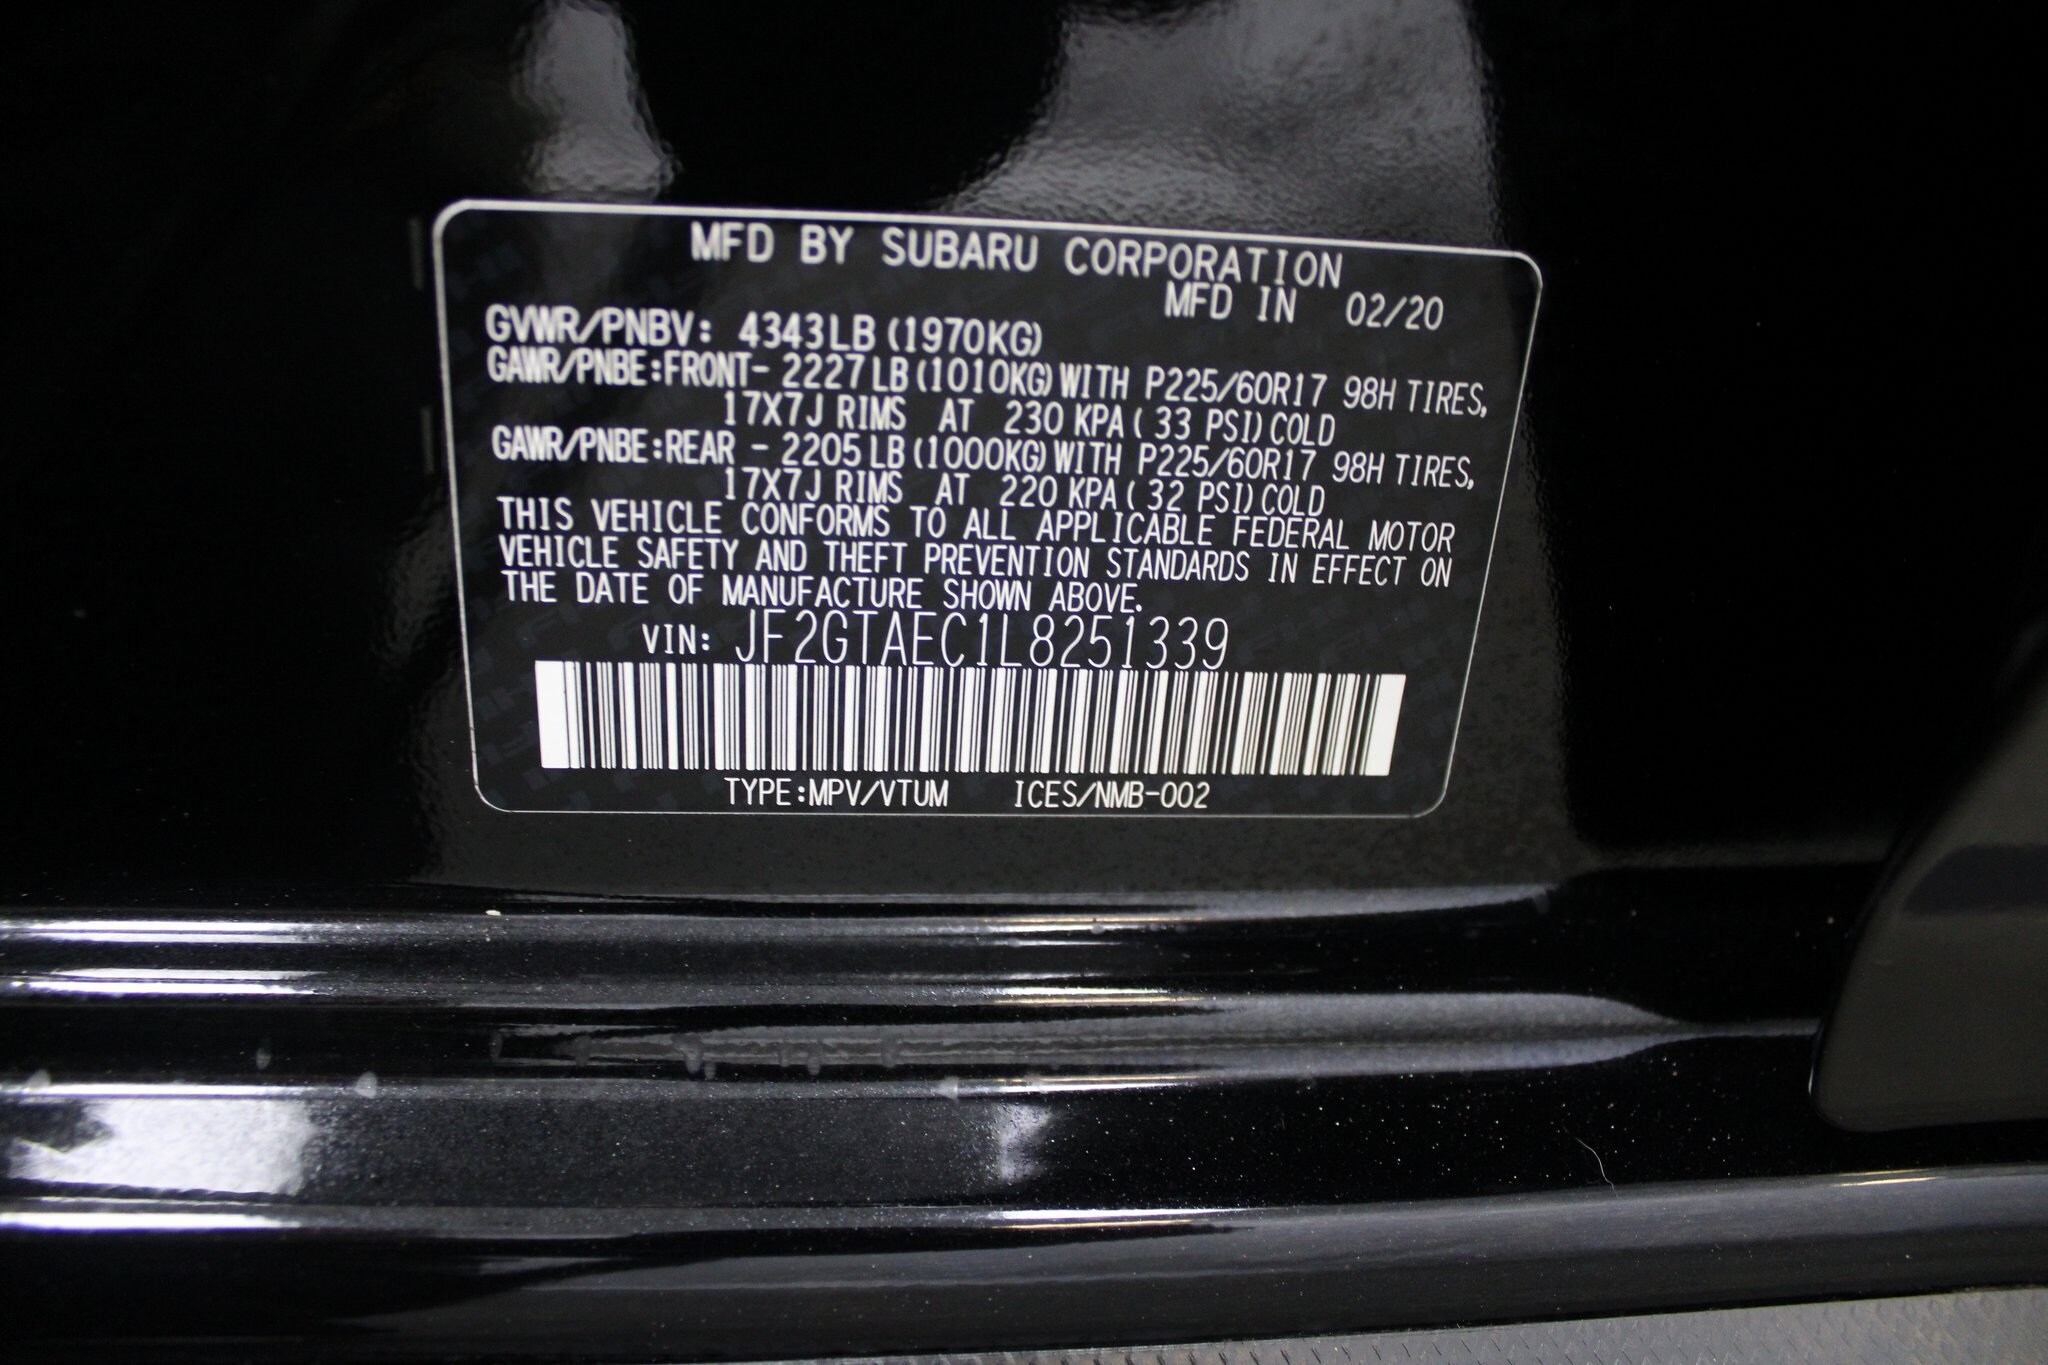 MFD BY SUBARU CORPORATION
MFD IN 02/20
GVWR/PNBV: 4343LB (1970KG)
GAWR/PNBE:FRONT- 2227LB(1010KG)WITH P225/60R17 98H TIRES,
17X7J RIMS AT 230 KPA( 33 PSI)COLD
GAWR/PNBE:REAR - 2205LB(1000KG)WITH P225/60R17 98H TIRES,
17X7J RIMS AT 220 KPA( 32 PSI)COLD
THIS VEHICLE CONFORMS TO ALL APPLICABLE FEDERAL MOTOR
VEHICLE SAFETY AND THEFT PREVENTION STANDARDS IN EFFECT ON
THE DATE OF MANUFACTURE SHOWN ABOVE.
VIN: JF2GTAEC1L8251339
TYPE:MPV/VTUM ICES/NMB-002